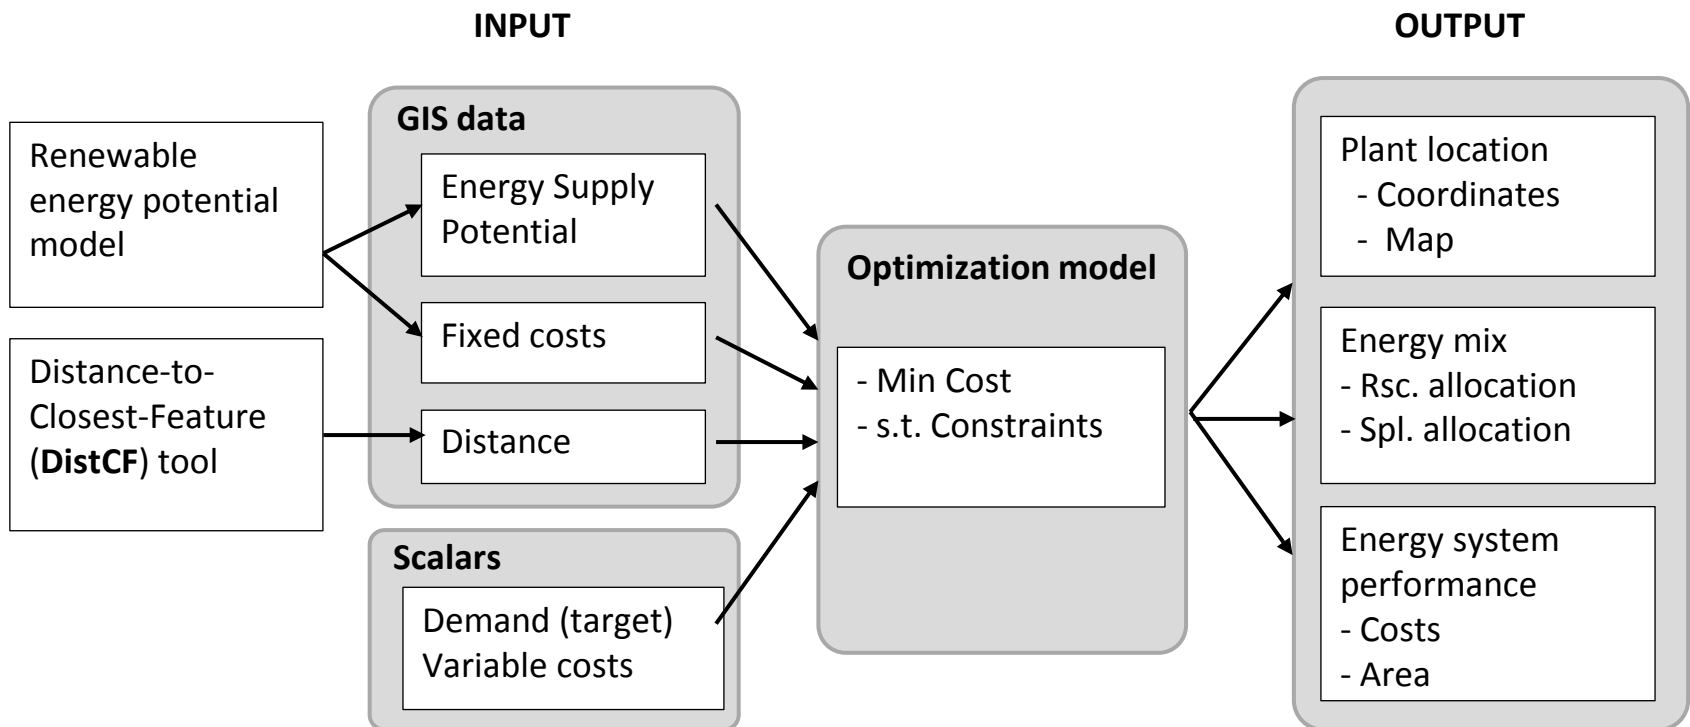 INPUT
OUTPUT
Renewable
energy potential
model
Distance-to-
Closest-Feature
(DistCF) tool
GIS data
Energy Supply
Potential
Fixed costs
Distance
Scalars
Demand (target)
Variable costs
Optimization model
- Min Cost
- s.t. Constraints
Plant location
- Coordinates
- Map
Energy mix
- Rsc. allocation
- Spl. allocation
Energy system
performance
- Costs
- Area